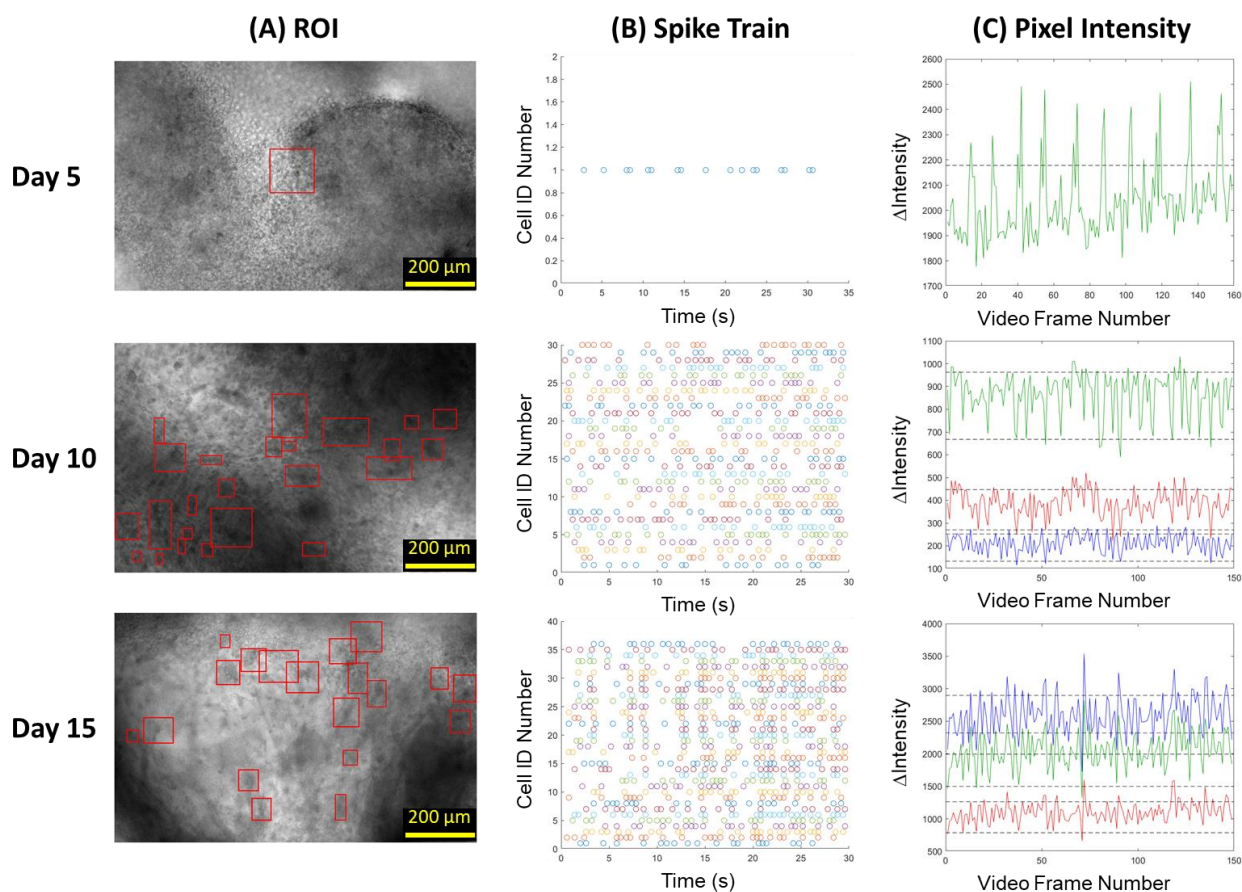 (A) ROI
(B) Spike Train
(C) Pixel Intensity
Day 5
200 µm
Cell ID Number
2
1.8
1.6
1.4
1.2
1
0.8
0.6
0.4
0.2
0
0 5 10 15 20 25 30 35
Time (s)
ΔIntensity
2600
2500
2400
2300
2200
2100
2000
1900
1800
1700
20 40 60 80 100 120 140 160
Video Frame Number
Day 10
200 µm
Cell ID Number
30
25
20
15
10
5
0
0 5 10 15 20 25 30
Time (s)
ΔIntensity
1100
1000
900
800
700
600
500
400
300
200
100
0 50 100 150
Video Frame Number
Day 15
200 µm
Cell ID Number
40
35
30
25
20
15
10
5
0
0 5 10 15 20 25 30
Time (s)
ΔIntensity
4000
3500
3000
2500
2000
1500
1000
500
0 50 100 150
Video Frame Number